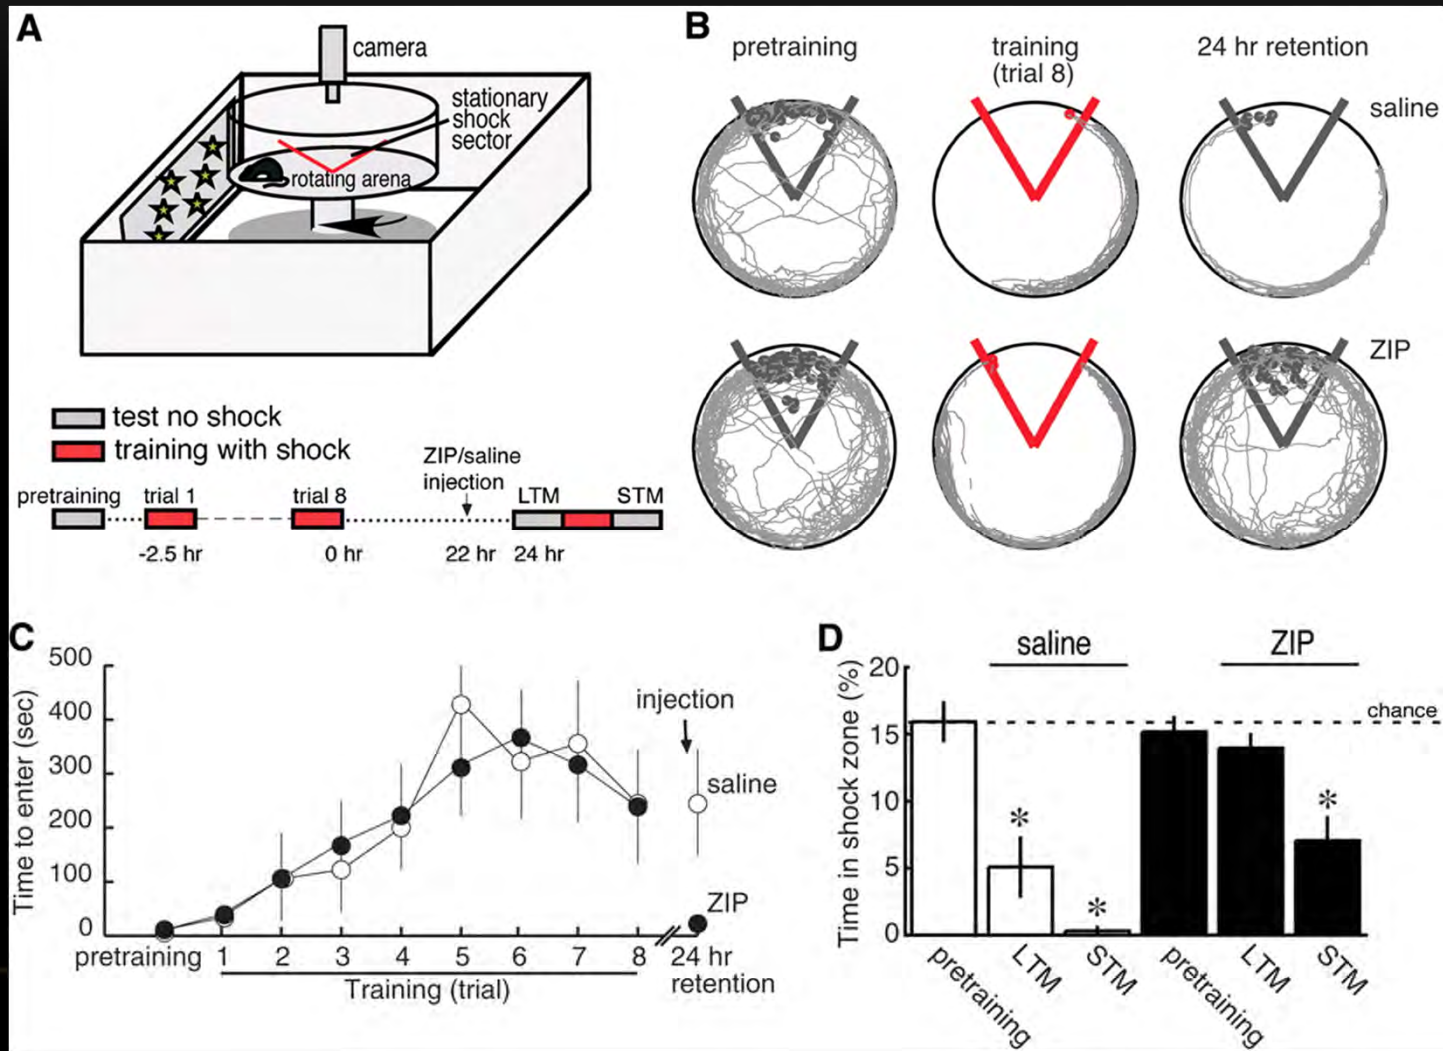 A
camera
stationary
shock
sector
rotating arena
test no shock
training with shock
ZIP/saline
injection
pretraining
trial 1
trial 8
LTM
STM
-2.5 hr
0 hr
22 hr
24 hr
B
pretraining
training
(trial 8)
24 hr retention
saline
ZIP
C
Time to enter (sec)
500
400
300
200
100
0
injection
saline
ZIP
pretraining
1
2
3
4
5
6
7
8
24 hr
retention
Training (trial)
D
saline
ZIP
Time in shock zone (%)
20
15
10
5
0
chance
*
*
*
pretraining
LTM
STM
pretraining
LTM
STM